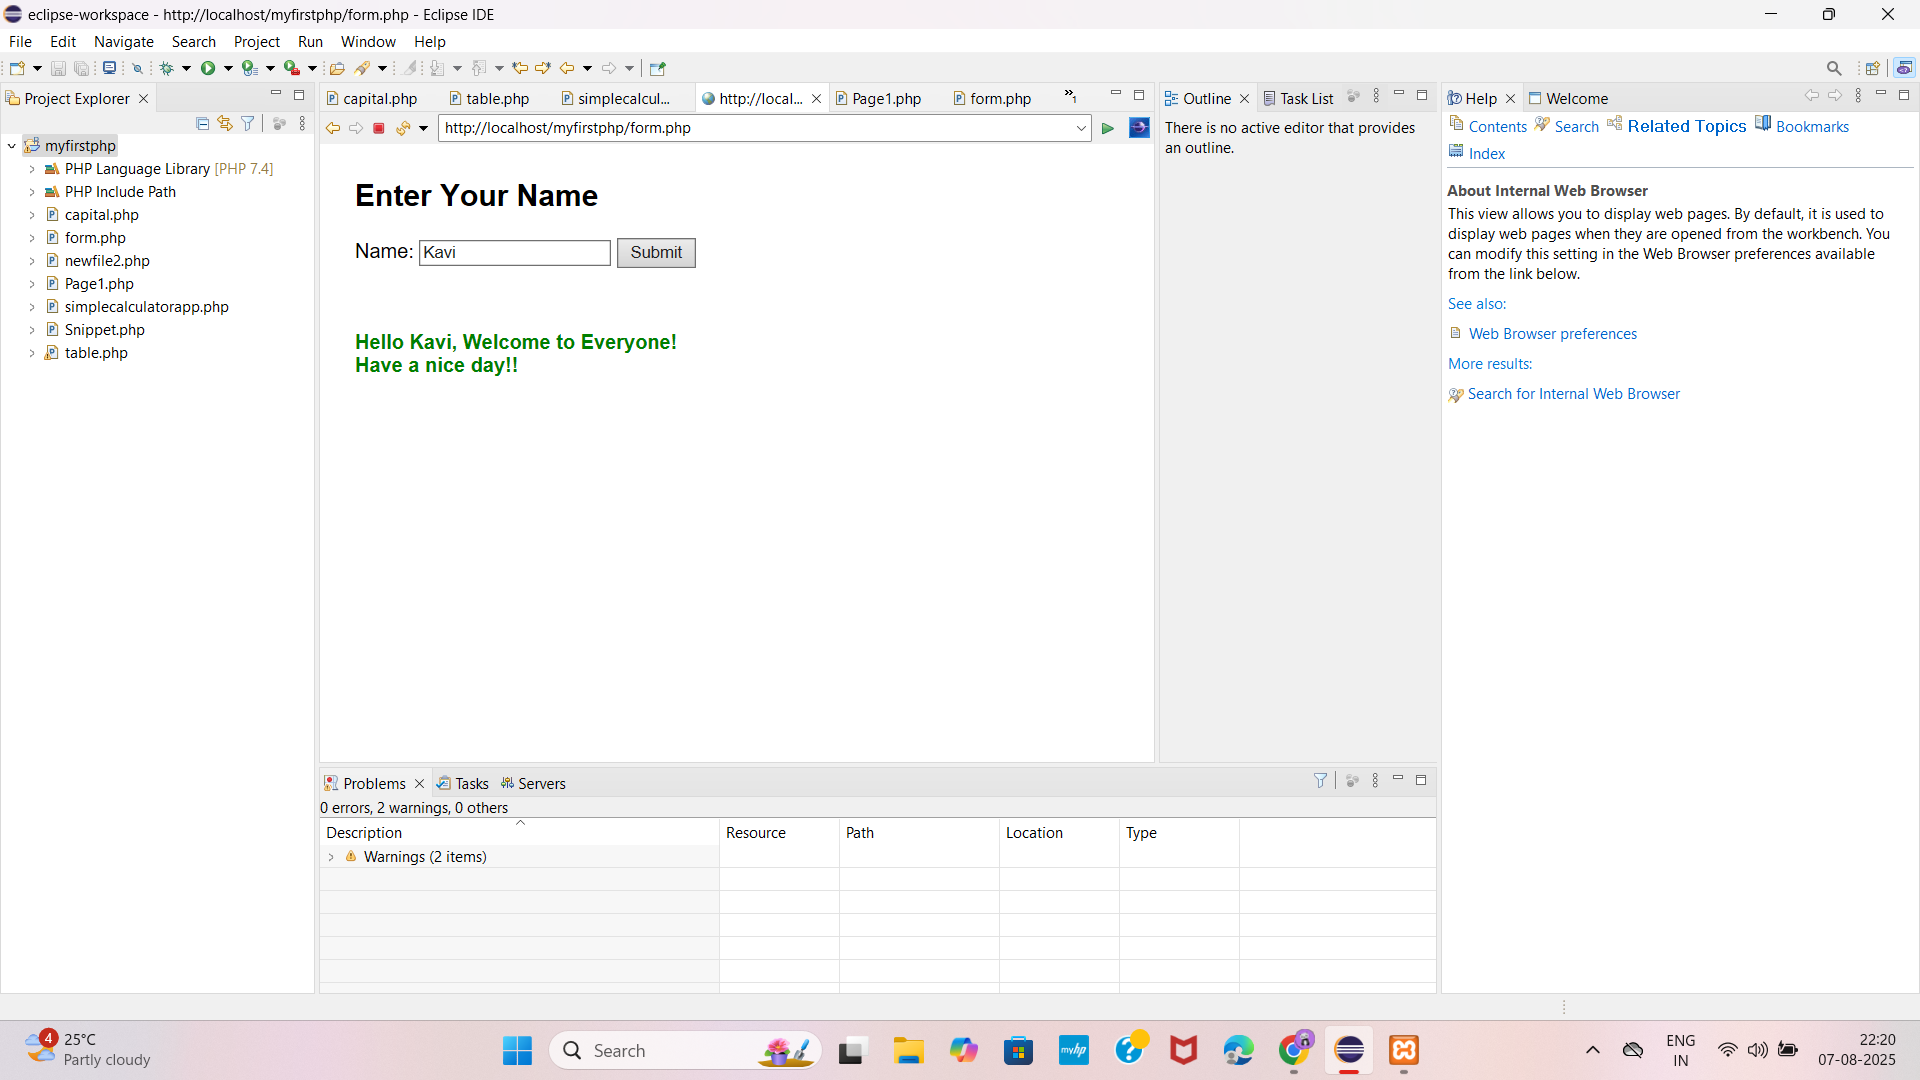 eclipse-workspace - http://localhost/myfirstphp/form.php - Eclipse IDE
File Edit Navigate Search Project Run Window Help
Project Explorer
myfirstphp
PHP Language Library [PHP 7.4]
PHP Include Path
capital.php
form.php
newfile2.php
Page1.php
simplecalculatorapp.php
Snippet.php
table.php
capital.php table.php simplecalcul... http://local... Page1.php form.php »1
http://localhost/myfirstphp/form.php
Enter Your Name
Name: Kavi Submit
Hello Kavi, Welcome to Everyone!
Have a nice day!!
Outline Task List
There is no active editor that provides
an outline.
Help Welcome
Contents Search Related Topics Bookmarks
Index
About Internal Web Browser
This view allows you to display web pages. By default, it is used to
display web pages when they are opened from the workbench. You
can modify this setting in the Web Browser preferences available
from the link below.
See also:
Web Browser preferences
More results:
Search for Internal Web Browser
Problems Tasks Servers
0 errors, 2 warnings, 0 others
Description Resource Path Location Type
Warnings (2 items)
4 25°C
Partly cloudy
Search
myhp
ENG
IN
22:20
07-08-2025